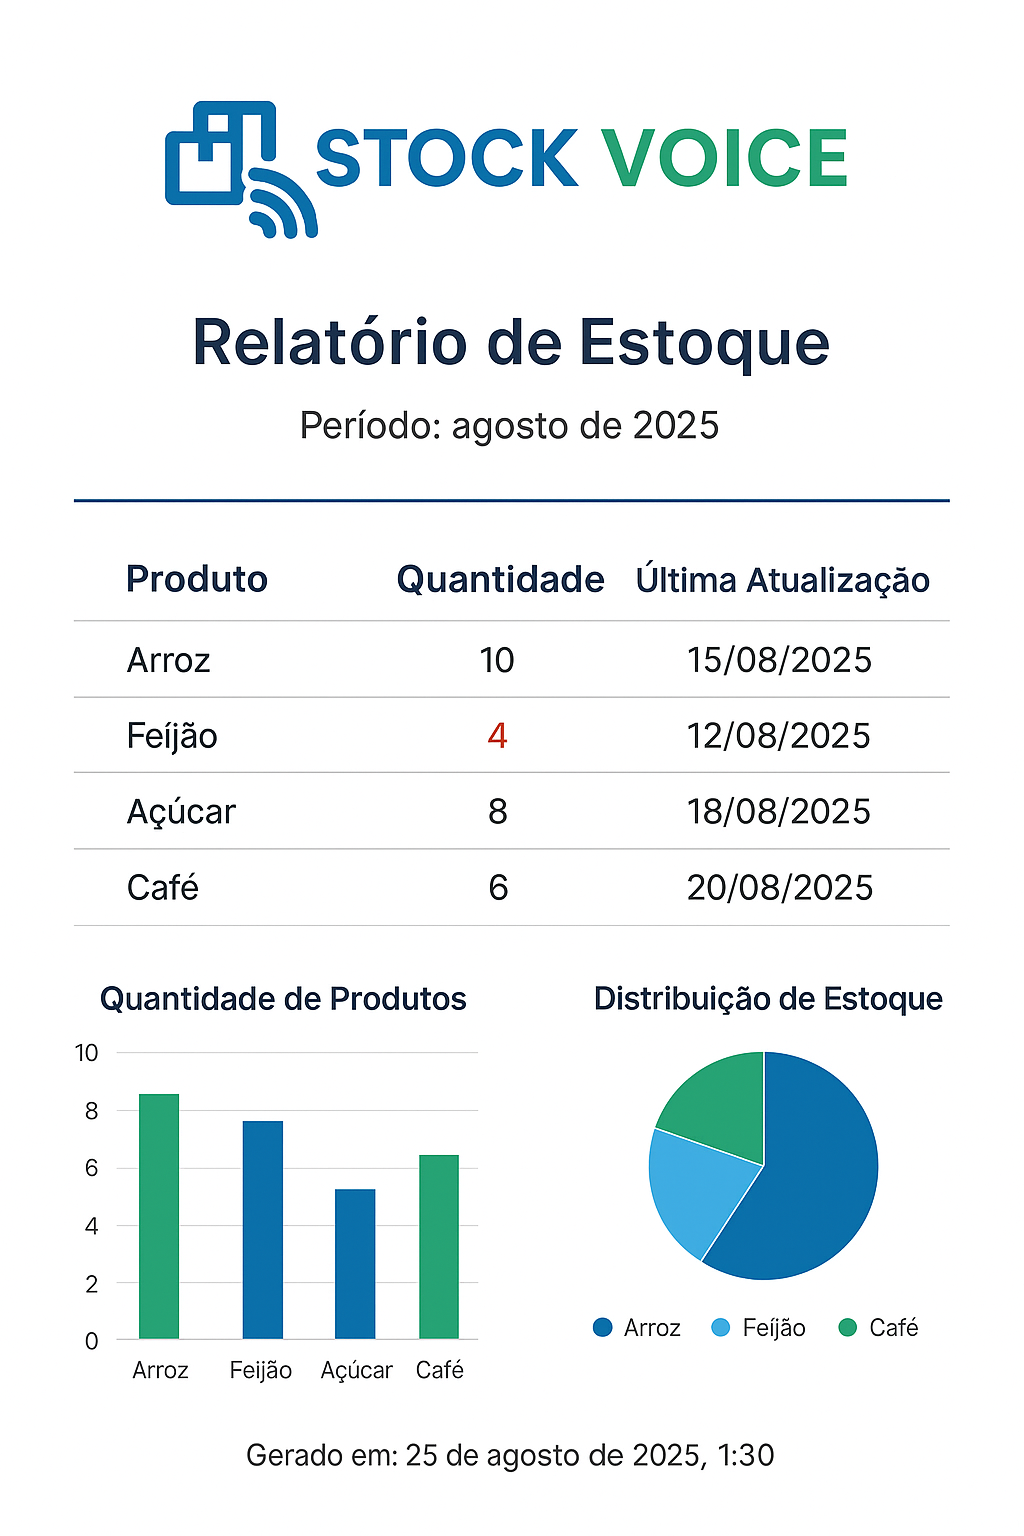 STOCK VOICE
Relatório de Estoque
Período: agosto de 2025
Produto Quantidade Última Atualização
Arroz 10 15/08/2025
Feíjão 4 12/08/2025
Açúcar 8 18/08/2025
Café 6 20/08/2025
Quantidade de Produtos
10
8
6
4
2
0
Arroz Feijão Açúcar Café
Distribuição de Estoque
Arroz Feíjão Café
Gerado em: 25 de agosto de 2025, 1:30